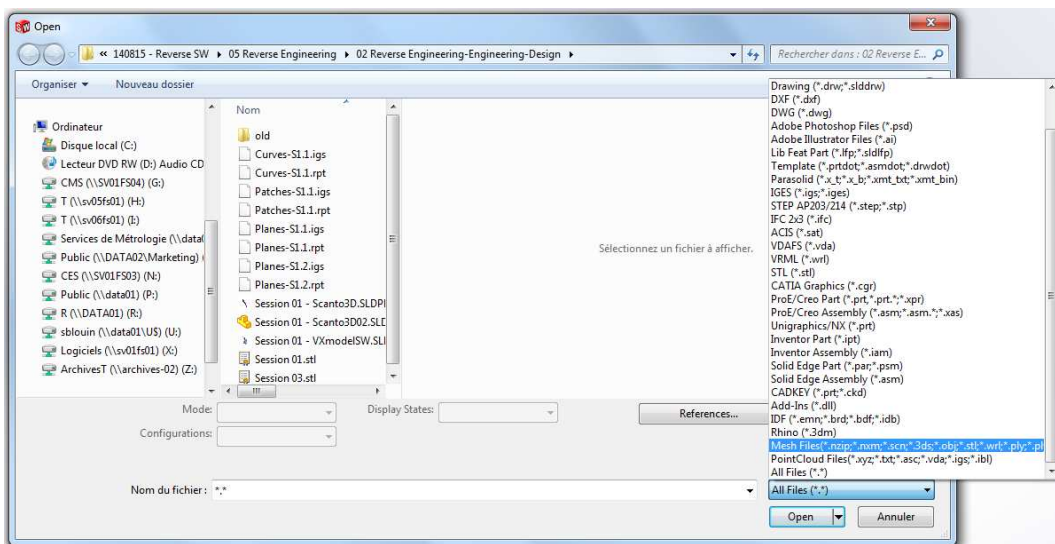 Open
« 140815 - Reverse SW ▸ 05 Reverse Engineering ▸ 02 Reverse Engineering-Engineering-Design ▸
Rechercher dans : 02 Reverse E...
Organiser ▾ Nouveau dossier
Ordinateur
Disque local (C:)
Lecteur DVD RW (D:) Audio CD
CMS (\\SV01FS04) (G:)
T (\\sv05fs01) (H:)
T (\\sv06fs01) (I:)
Services de Métrologie (\\data
Public (\\DATA02\Marketing) (
CES (\\SV01FS03) (N:)
Public (\\data01) (P:)
R (\\DATA01) (R:)
sblouin (\\data01\U$) (U:)
Logiciels (\\sv01fs01) (X:)
ArchivesT (\\archives-02) (Z:)
Nom
old
Curves-S1.1.igs
Curves-S1.1.rpt
Patches-S1.1.igs
Patches-S1.1.rpt
Planes-S1.1.igs
Planes-S1.1.rpt
Planes-S1.2.igs
Planes-S1.2.rpt
Session 01 - Scanto3D.SLDP
Session 01 - Scanto3D02.SLD
Session 01 - VXmodelSW.SL
Session 01.stl
Session 03.stl
Sélectionnez un fichier à afficher.
Drawing (*.drw;*.slddrw)
DXF (*.dxf)
DWG (*.dwg)
Adobe Photoshop Files (*.psd)
Adobe Illustrator Files (*.ai)
Lib Feat Part (*.lfp;*.sldlfp)
Template (*.prtdot;*.asmdot;*.drwdot)
Parasolid (*.x_t;*.x_b;*.xmt_txt;*.xmt_bin)
IGES (*.igs;*.iges)
STEP AP203/214 (*.step;*.stp)
IFC 2x3 (*.ifc)
ACIS (*.sat)
VDAFS (*.vda)
VRML (*.wrl)
STL (*.stl)
CATIA Graphics (*.cgr)
ProE/Creo Part (*.prt,*.prt.*;*.xpr)
ProE/Creo Assembly (*.asm;*.asm.*;*.xas)
Unigraphics/NX (*.prt)
Inventor Part (*.ipt)
Inventor Assembly (*.iam)
Solid Edge Part (*.par;*.psm)
Solid Edge Assembly (*.asm)
CADKEY (*.prt;*.ckd)
Add-Ins (*.dll)
IDF (*.emn;*.brd;*.bdf;*.idb)
Rhino (*.3dm)
Mesh Files(*.nzip;*.nxm;*.scn;*.3ds;*.obj;*.stl;*.wrl;*.ply;*.pl
PointCloud Files(*.xyz;*.txt;*.asc;*.vda;*.igs;*.ibl)
All Files (*.*)
Mode: Display States: References...
Configurations:
Nom du fichier : *.* All Files (*.*)
Open Annuler